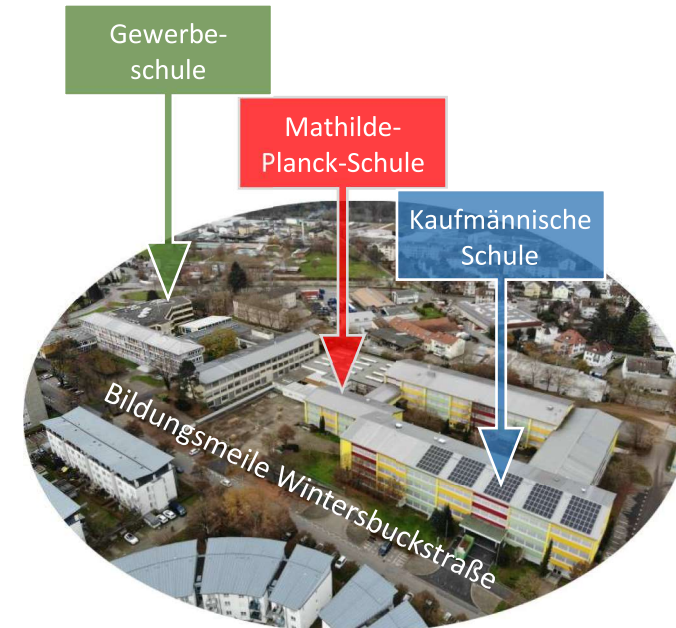 Gewerbe-
schule
Mathilde-
Planck-Schule
Kaufmännische
Schule
Bildungsmeile Wintersbuckstraße